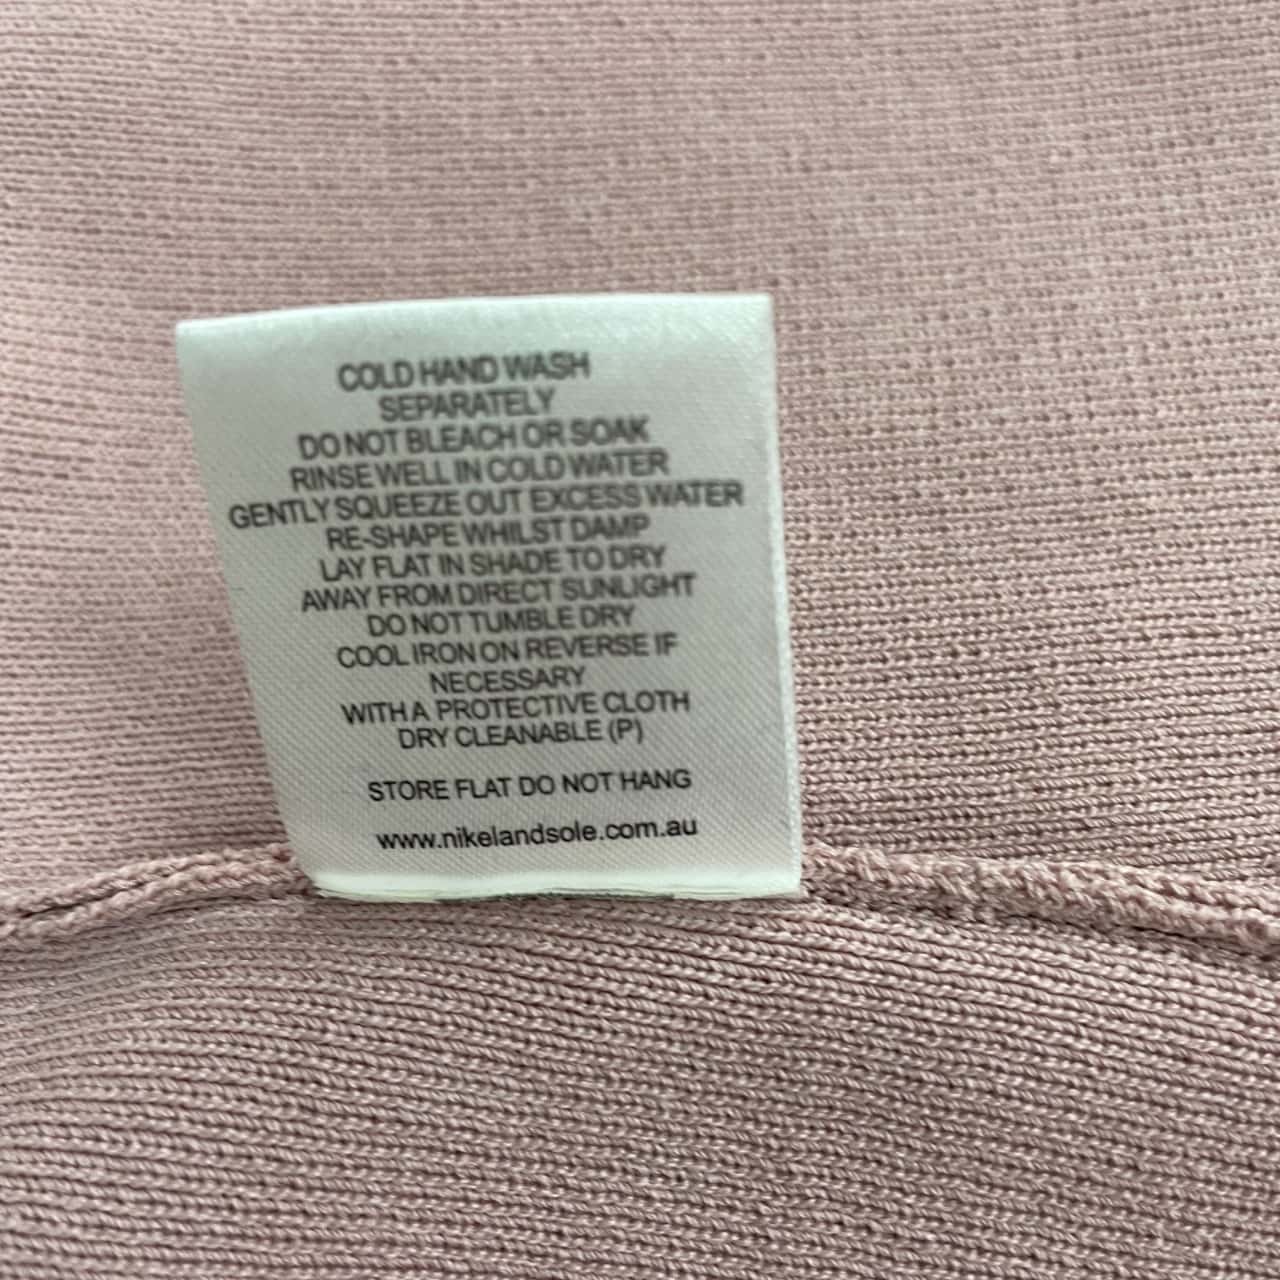 COLD HAND WASH
SEPARATELY
DO NOT BLEACH OR SOAK
RINSE WELL IN COLD WATER
GENTLY SQUEEZE OUT EXCESS WATER
RE-SHAPE WHILST DAMP
LAY FLAT IN SHADE TO DRY
AWAY FROM DIRECT SUNLIGHT
DO NOT TUMBLE DRY
COOL IRON ON REVERSE IF
NECESSARY
WITH A PROTECTIVE CLOTH
DRY CLEANABLE (P)
STORE FLAT DO NOT HANG
www.nikelandsole.com.au